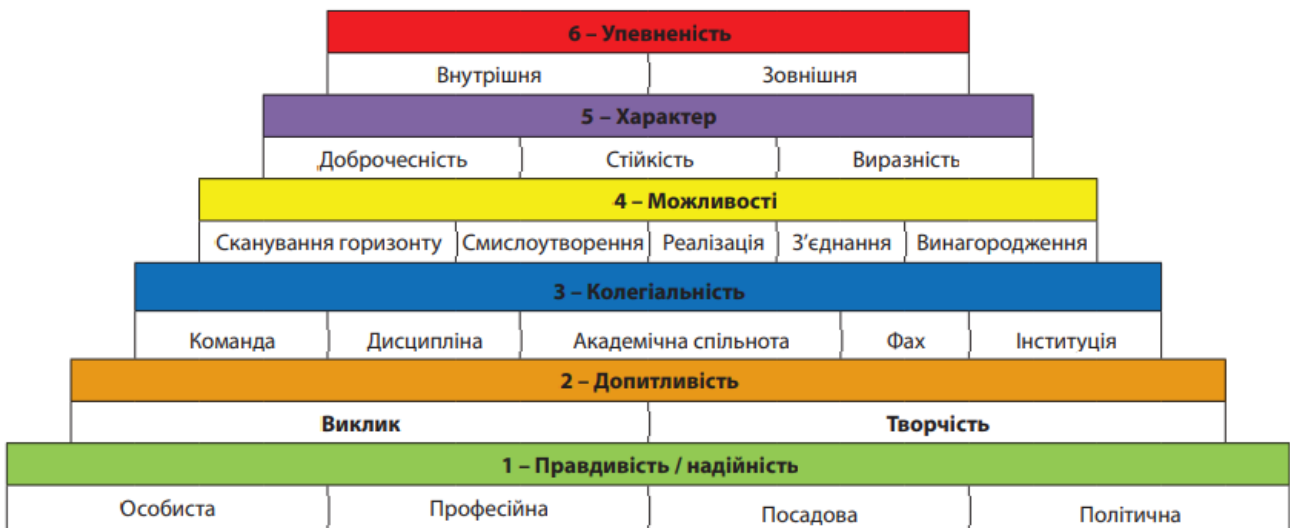 6 – Упевненість
Внутрішня Зовнішня
5 – Характер
Доброчесність Стійкість Виразність
4 – Можливості
Сканування горизонту Смислоутворення Реалізація З’єднання Винагородження
3 – Колегіальність
Команда Дисципліна Академічна спільнота Фах Інституція
2 – Допитливість
Виклик Творчість
1 – Правдивість / надійність
Особиста Професійна Посадова Політична